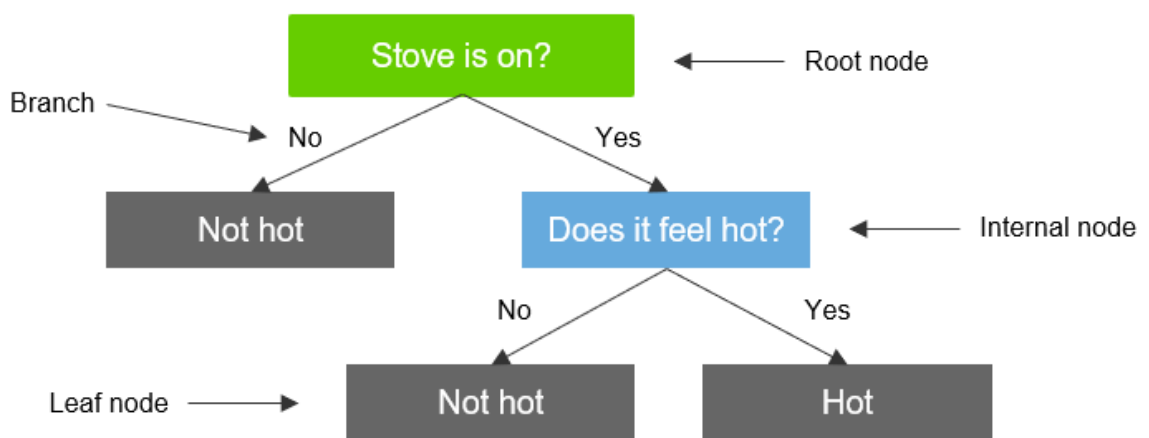 Stove is on?
Root node
Branch
No
Yes
Not hot
Does it feel hot?
Internal node
No
Yes
Leaf node
Not hot
Hot